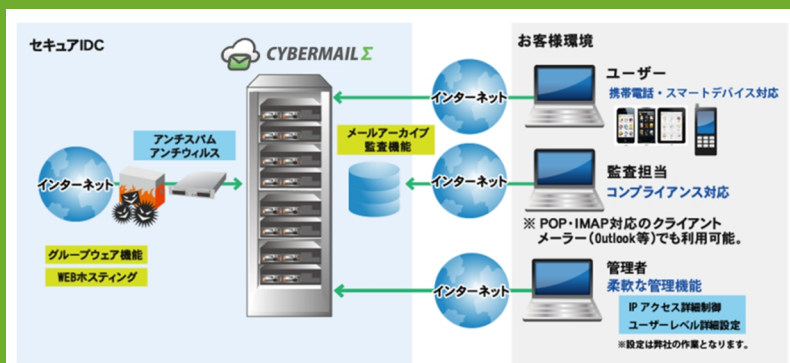 セキュアIDC
CYBERMAIL Σ
お客様環境
インターネット
ユーザー
携帯電話・スマートデバイス対応
アンチスパム
アンチウィルス
メールアーカイブ
監査機能
インターネット
インターネット
監査担当
コンプライアンス対応
※ POP・IMAP対応のクライアント
メーラー（Outlook等）でも利用可能。
グループウェア機能
WEBホスティング
インターネット
管理者
柔軟な管理機能
IP アクセス詳細制御
ユーザーレベル詳細設定
※設定は弊社の作業となります。